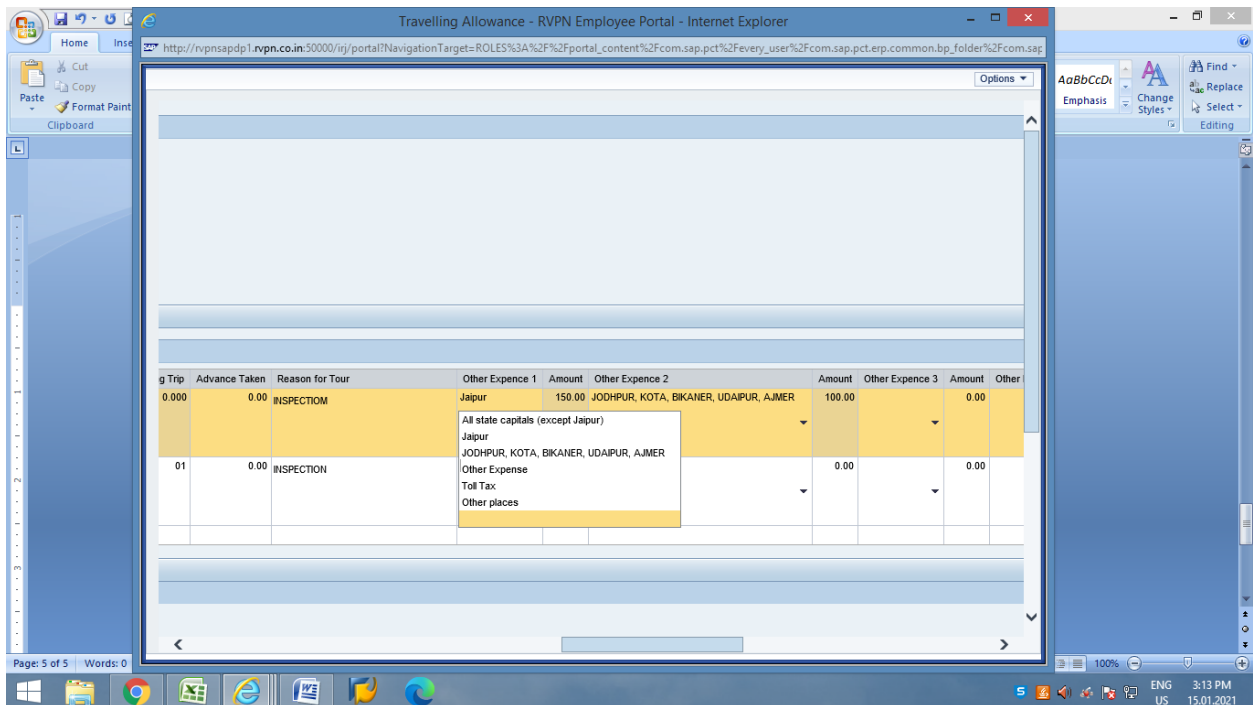 Travelling Allowance - RVPN Employee Portal - Internet Explorer
Home
Inse
Cut
Copy
Format Paint
Paste
Clipboard
http://rvpnsapdp1.rvpn.co.in:50000/irj/portal?NavigationTarget=ROLES%3A%2F%2Fportal_content%2Fcom.sap.pct%2Fevery_user%2Fcom.sap.pct.erp.common.bp_folder%2Fcom.sap
Options
AaBbCcDc
Emphasis
Change Styles
Find
Replace
Select
Editing
g Trip Advance Taken Reason for Tour Other Expence 1 Amount Other Expence 2 Amount Other Expence 3 Amount Other
0.000 0.00 INSPECTIOM Jaipur 150.00 JODHPUR, KOTA, BIKANER, UDAIPUR, AJMER 100.00 0.00
All state capitals (except Jaipur)
Jaipur
JODHPUR, KOTA, BIKANER, UDAIPUR, AJMER
01 0.00 INSPECTION Other Expense 0.00 0.00
Toll Tax
Other places
Page: 5 of 5 Words: 0
100%
ENG 3:13 PM
US 15.01.2021